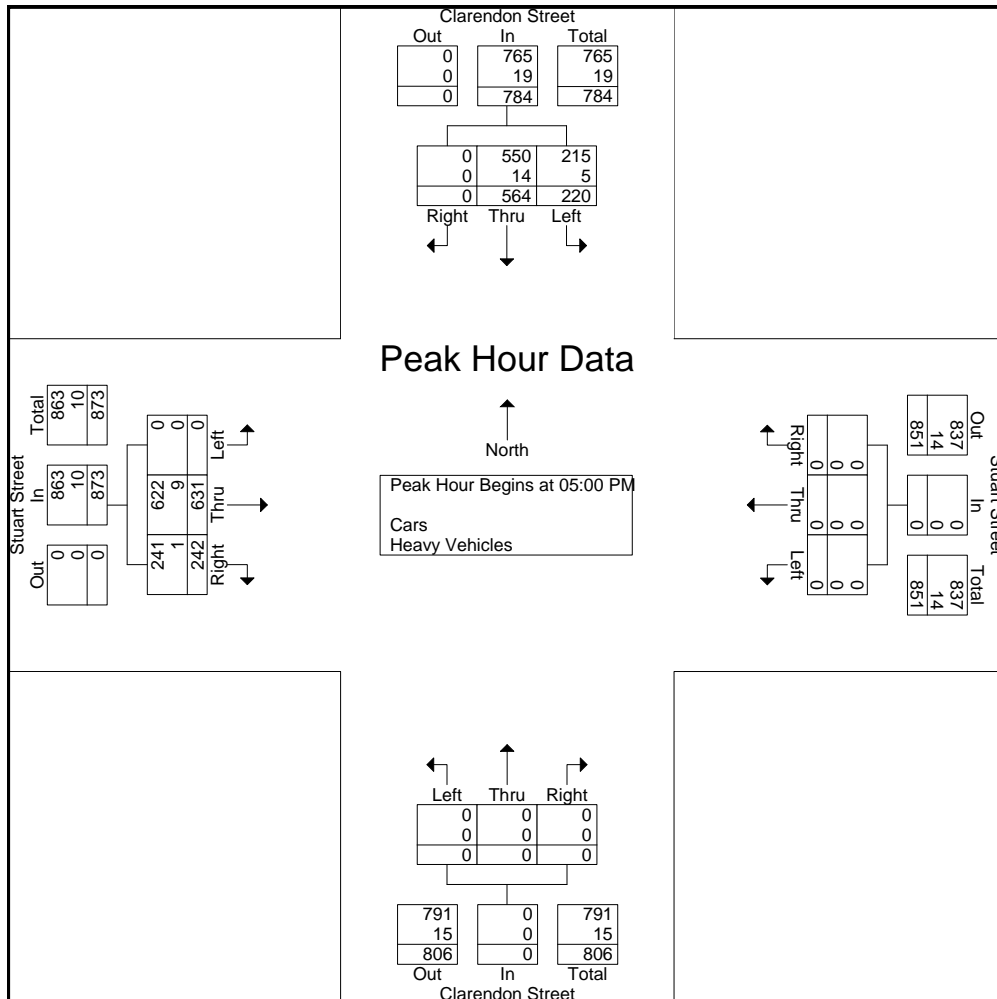 Clarendon Street
Out In Total
0 765 765
0 19 19
0 784 784
0 550 215
0 14 5
0 564 220
Right Thru Left
Peak Hour Data
North
Peak Hour Begins at 05:00 PM
Cars
Heavy Vehicles
Stuart Street
Total In Out
863 863 0
10 10 0
873 873 0
Left Thru Right
0 622 241
0 9 1
0 631 242
Stuart Street
Out In Total
837 0 837
14 0 14
851 0 851
Right Thru Left
0 0 0
0 0 0
0 0 0
Left Thru Right
0 0 0
0 0 0
0 0 0
791 0 791
15 0 15
806 0 806
Out In Total
Clarendon Street